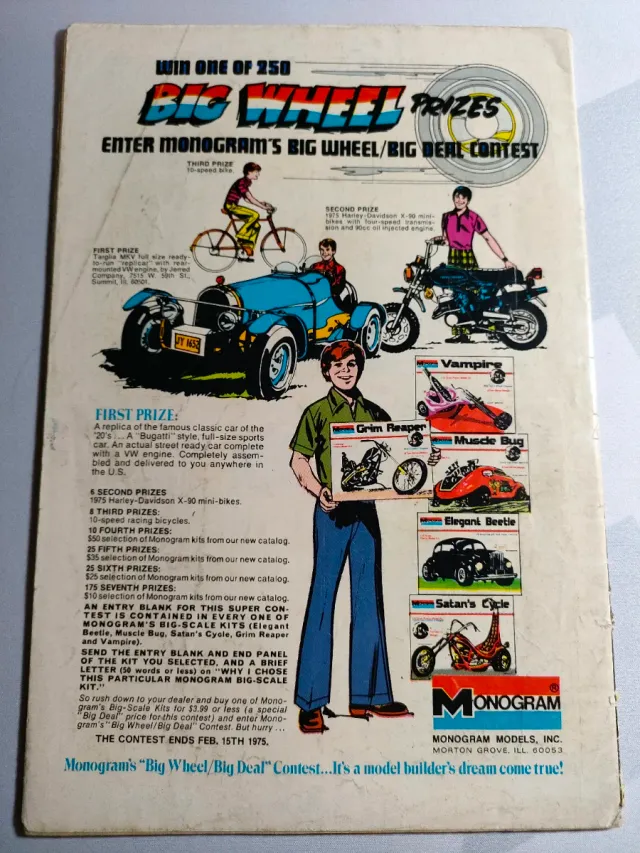 WIN ONE OF 250
BIG WHEEL PRIZES
ENTER MONOGRAM'S BIG WHEEL/BIG DEAL CONTEST
THIRD PRIZE
10-speed bike.
SECOND PRIZE
1975 Harley-Davidson X-90 mini-
bikes with four-speed transmis-
sion and 90cc oil injected engine.
FIRST PRIZE
Targha MKV full size ready-
to-run "replicar" with rear-
mounted VW engine, by
Company, 7515 W. 59th St.,
Summit, Ill. 60501.
JY 1652
FIRST PRIZE:
A replica of the famous classic car of the
'20's ... A "Bugatti" style, full-size sports
car. An actual street ready car complete
with a VW engine. Completely assem-
bled and delivered to you anywhere in
the U.S.
6 SECOND PRIZES
1975 Harley-Davidson X-90 mini-bikes.
8 THIRD PRIZES:
10-speed racing bicycles.
10 FOURTH PRIZES:
$50 selection of Monogram kits from our new catalog.
25 FIFTH PRIZES:
$35 selection of Monogram kits from our new catalog.
25 SIXTH PRIZES:
$25 selection of Monogram kits from our new catalog.
175 SEVENTH PRIZES:
$10 selection of Monogram kits from our new catalog.
AN ENTRY BLANK FOR THIS SUPER CON-
TEST IS CONTAINED IN EVERY ONE OF
MONOGRAM'S BIG-SCALE KITS (Elegant
Beetle, Muscle Bug, Satan's Cycle, Grim Reaper
and Vampire).
SEND THE ENTRY BLANK AND END PANEL
OF THE KIT YOU SELECTED, AND A BRIEF
LETTER (50 words or less) on "WHY I CHOSE
THIS PARTICULAR MONOGRAM BIG-SCALE
KIT."
So rush down to your dealer and buy one of Mono-
gram's Big-Scale Kits for $3.99 or less (a special
"Big Deal" price for this contest) and enter Mono-
gram's "Big Wheel/Big Deal" Contest. But hurry ...
THE CONTEST ENDS FEB. 15TH 1975.
Vampire
Grim Reaper
Muscle Bug
Elegant Beetle
Satan's Cycle
MONOGRAM®
MONOGRAM MODELS, INC.
MORTON GROVE, ILL. 60053
Monogram's "Big Wheel/Big Deal" Contest...It's a model builder's dream come true!